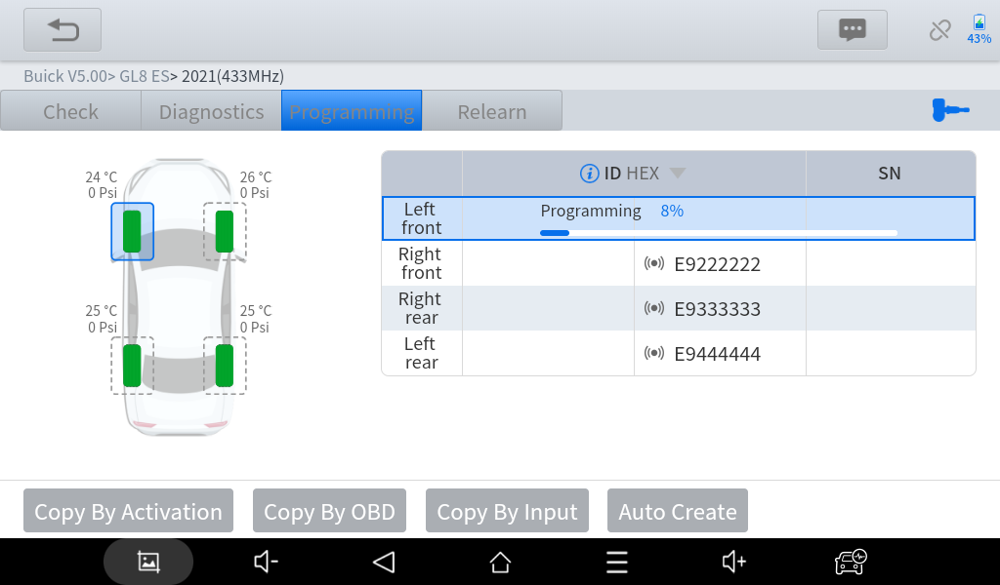 43%
Buick V5.00> GL8 ES> 2021(433MHz)
Check Diagnostics Programming Relearn
24 °C
0 Psi
26 °C
0 Psi
25 °C
0 Psi
25 °C
0 Psi
ID HEX SN
Left front Programming 8%
Right front E9222222
Right rear E9333333
Left rear E9444444
Copy By Activation Copy By OBD Copy By Input Auto Create